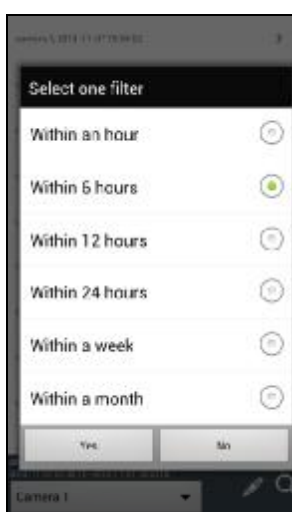 Select one filter
Within an hour
Within 6 hours
Within 12 hours
Within 24 hours
Within a week
Within a month
Yes
No
Camera 1